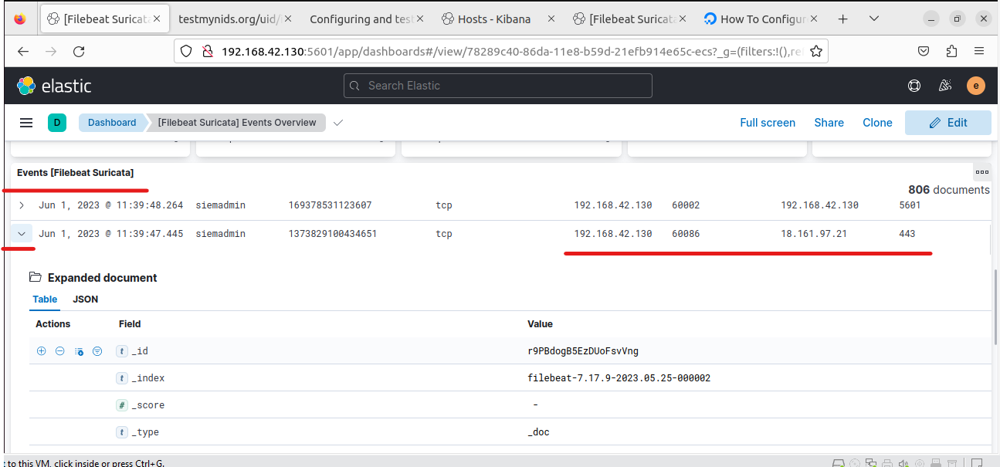 [Filebeat Suricata
testmynids.org/uid/
Configuring and test
Hosts - Kibana
[Filebeat Suricata
How To Configure
192.168.42.130:5601/app/dashboards#/view/78289c40-86da-11e8-b59d-21efb914e65c-ecs?_g=(filters:!(),re
elastic
Search Elastic
e
D
Dashboard
[Filebeat Suricata] Events Overview
Full screen
Share
Clone
Edit
Events [Filebeat Suricata]
806 documents
Jun 1, 2023 @ 11:39:48.264 siemadmin 169378531123607 tcp 192.168.42.130 60002 192.168.42.130 5601
Jun 1, 2023 @ 11:39:47.445 siemadmin 1373829100434651 tcp 192.168.42.130 60086 18.161.97.21 443
Expanded document
Table JSON
Actions Field Value
t _id r9PBdogB5EzDUoFsvVng
t _index filebeat-7.17.9-2023.05.25-000002
# _score -
t _type _doc
to this VM, click inside or press Ctrl+G.